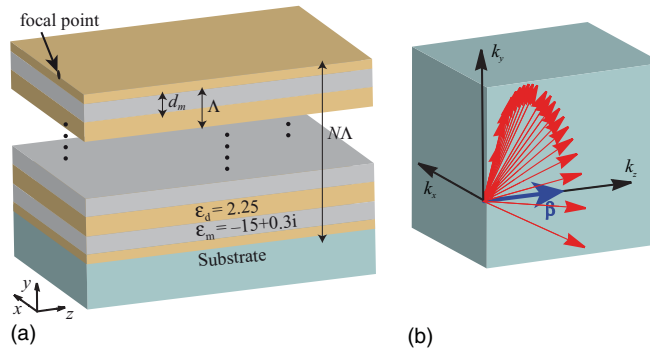 focal point
d_m
Λ
NΛ
ε_d = 2.25
ε_m = –15+0.3i
Substrate
y
x
z
(a)
k_y
k_x
k_z
β
(b)